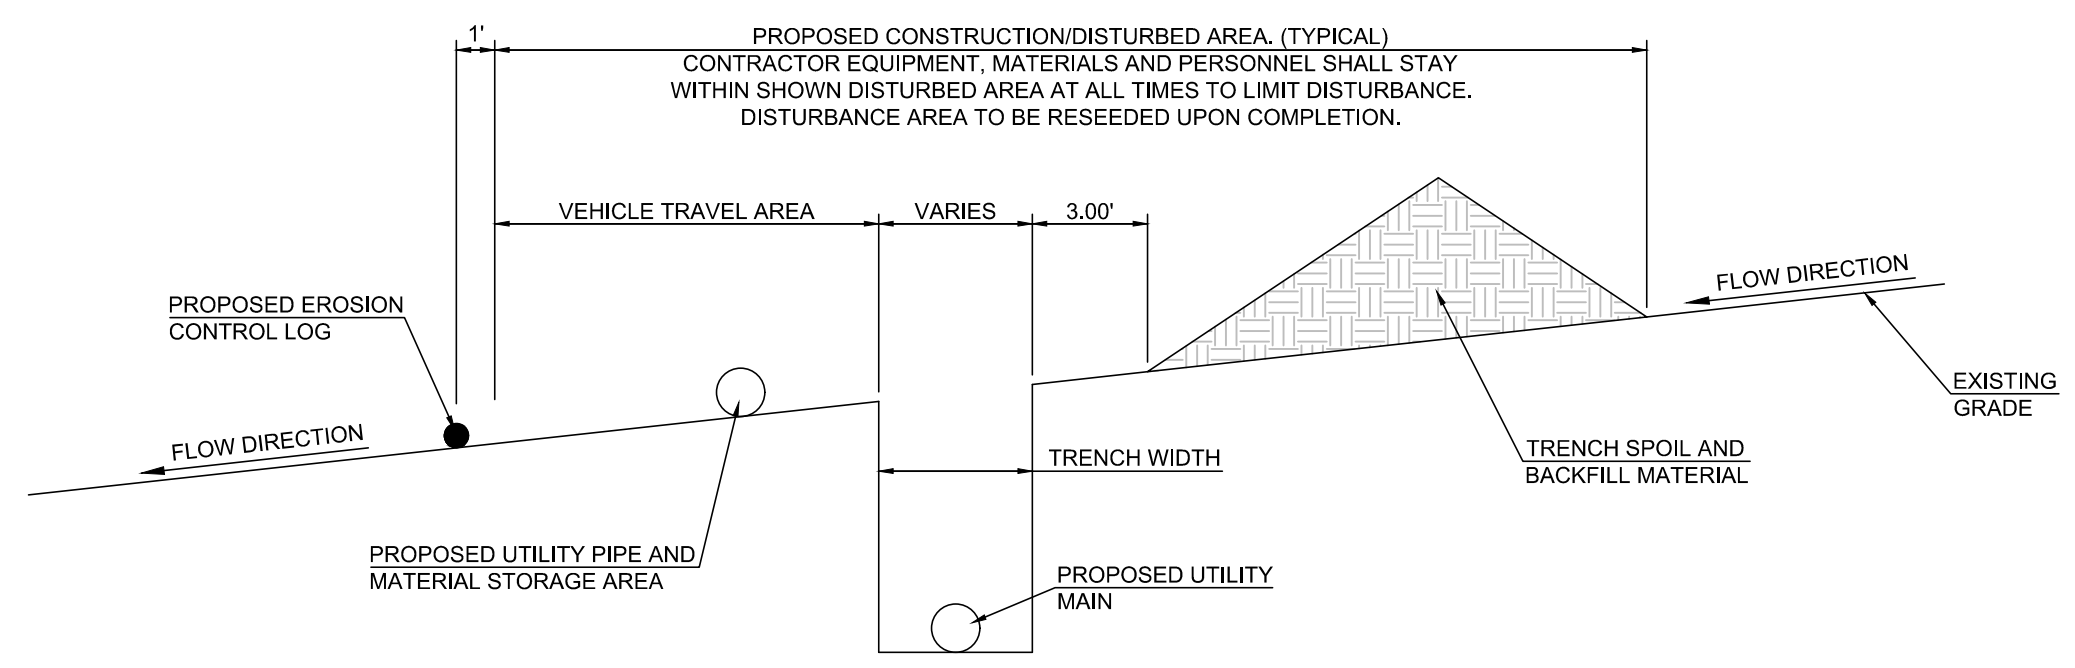 1'
PROPOSED CONSTRUCTION/DISTURBED AREA. (TYPICAL)
CONTRACTOR EQUIPMENT, MATERIALS AND PERSONNEL SHALL STAY
WITHIN SHOWN DISTURBED AREA AT ALL TIMES TO LIMIT DISTURBANCE.
DISTURBANCE AREA TO BE RESEEDED UPON COMPLETION.
VEHICLE TRAVEL AREA
VARIES
3.00'
FLOW DIRECTION
PROPOSED EROSION
CONTROL LOG
EXISTING
GRADE
FLOW DIRECTION
TRENCH WIDTH
TRENCH SPOIL AND
BACKFILL MATERIAL
PROPOSED UTILITY PIPE AND
MATERIAL STORAGE AREA
PROPOSED UTILITY
MAIN